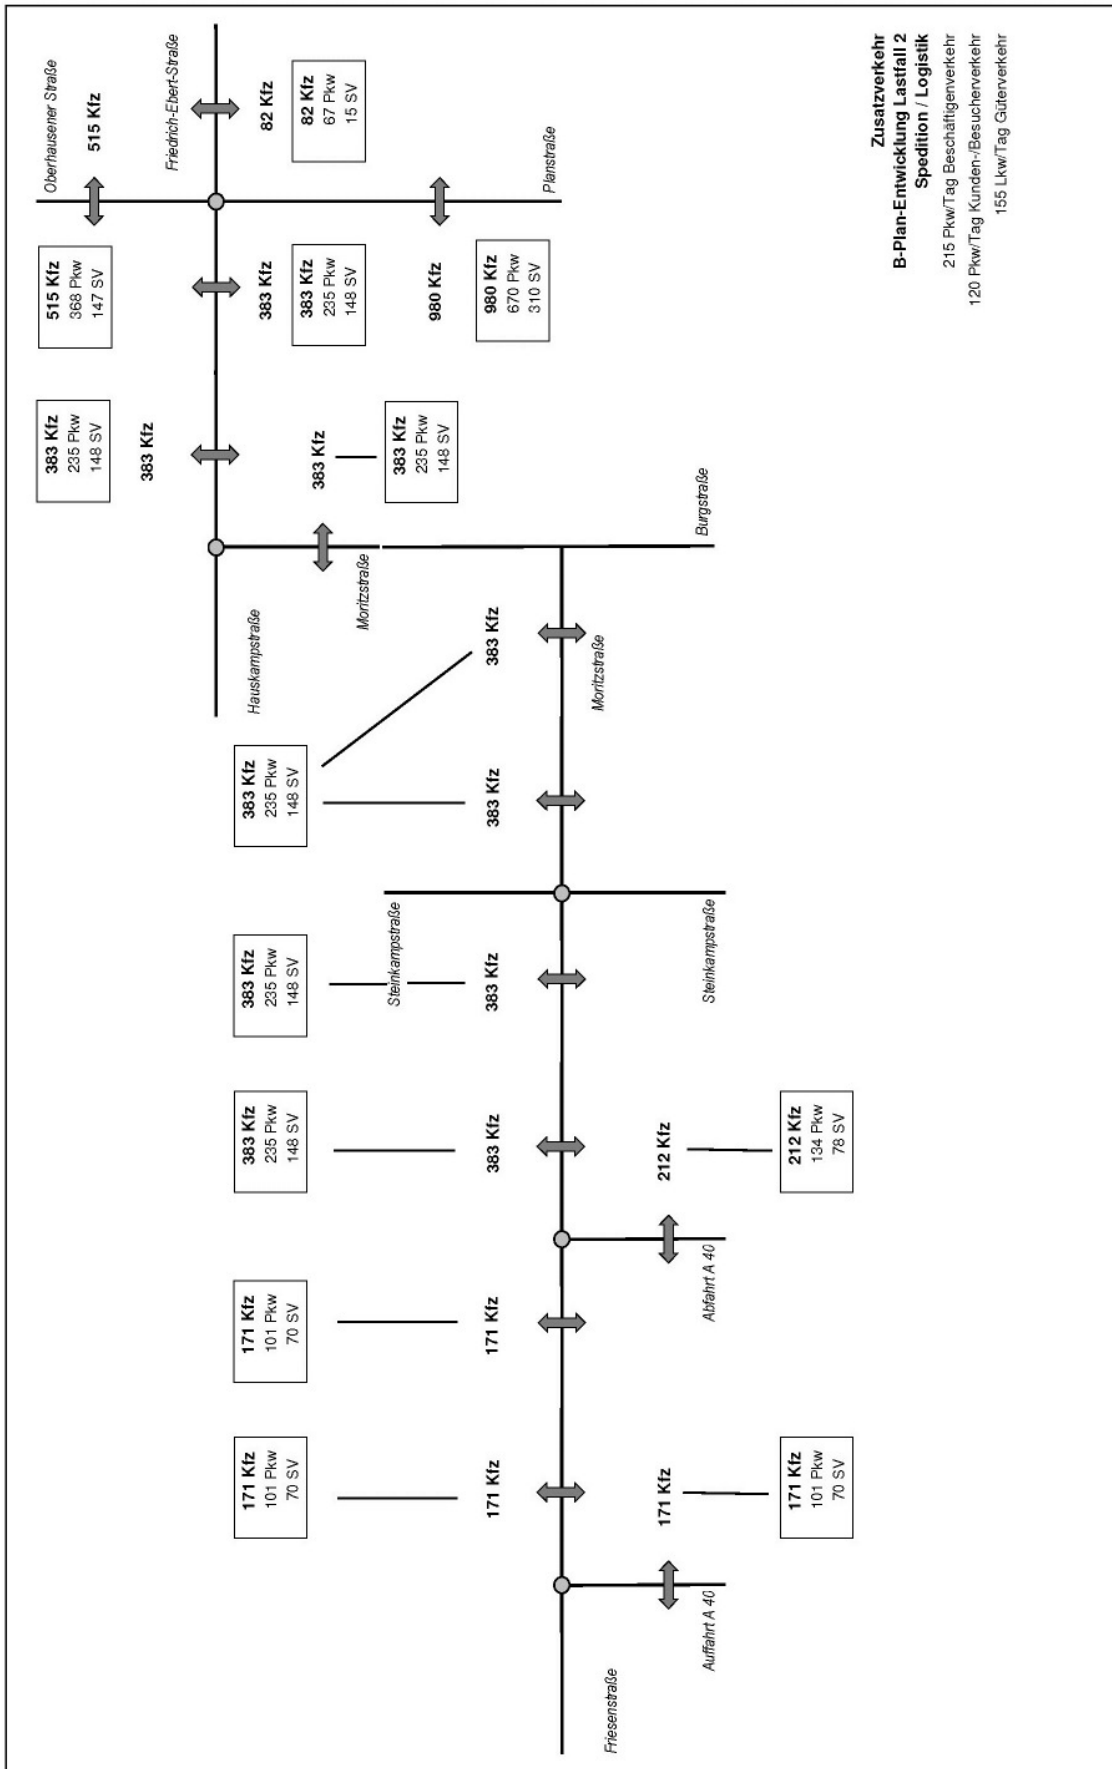 Zusatzverkehr
B-Plan-Entwicklung Lastfall 2
Spedition / Logistik
215 Pkw/Tag Beschäftigenverkehr
120 Pkw/Tag Kunden-/Besucherverkehr
155 Lkw/Tag Güterverkehr
Oberhausener Straße
515 Kfz
515 Kfz
368 Pkw
147 SV
Friedrich-Ebert-Straße
82 Kfz
82 Kfz
67 Pkw
15 SV
383 Kfz
383 Kfz
235 Pkw
148 SV
980 Kfz
980 Kfz
670 Pkw
310 SV
Planstraße
383 Kfz
235 Pkw
148 SV
383 Kfz
383 Kfz
383 Kfz
235 Pkw
148 SV
Hauskampstraße
Moritzstraße
Burgstraße
383 Kfz
Moritzstraße
383 Kfz
235 Pkw
148 SV
383 Kfz
Steinkampstraße
Steinkampstraße
383 Kfz
235 Pkw
148 SV
383 Kfz
383 Kfz
235 Pkw
148 SV
383 Kfz
212 Kfz
212 Kfz
134 Pkw
78 SV
Abfahrt A 40
171 Kfz
101 Pkw
70 SV
171 Kfz
171 Kfz
101 Pkw
70 SV
171 Kfz
171 Kfz
171 Kfz
101 Pkw
70 SV
Auffahrt A 40
Friesenstraße